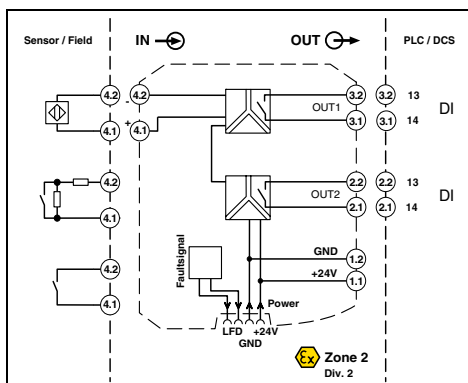 Sensor / Field IN OUT PLC / DCS
4.2 - 4.2 3.2 3.2 13
OUT1 DI
4.1 + 4.1 3.1 3.1 14
4.2 2.2 2.2 13
OUT2 DI
4.1 2.1 2.1 14
Faultsignal
GND 1.2
4.2
+24V 1.1
4.1
Power
LFD +24V
GND
Ex Zone 2
Div. 2